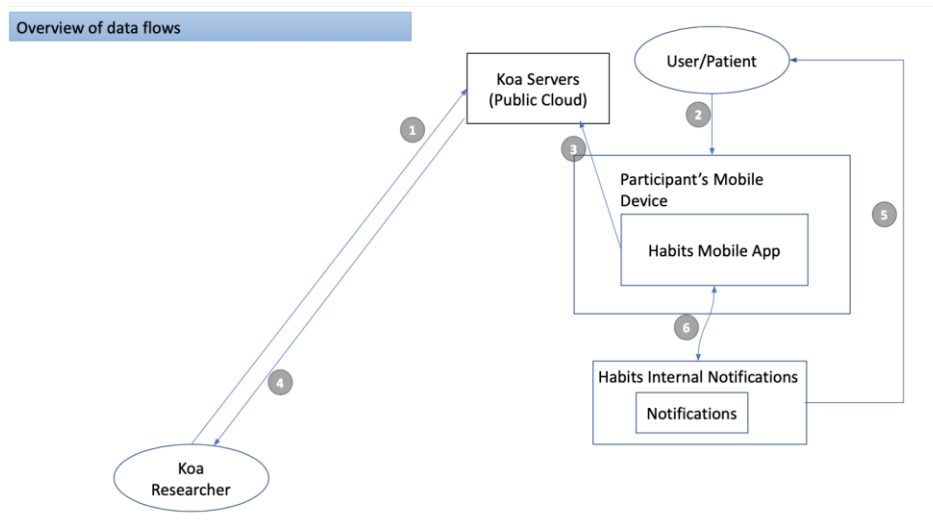 Overview of data flows
Koa Servers
(Public Cloud)
User/Patient
1
2
3
Participant's Mobile
Device
Habits Mobile App
5
6
Habits Internal Notifications
Notifications
4
Koa
Researcher